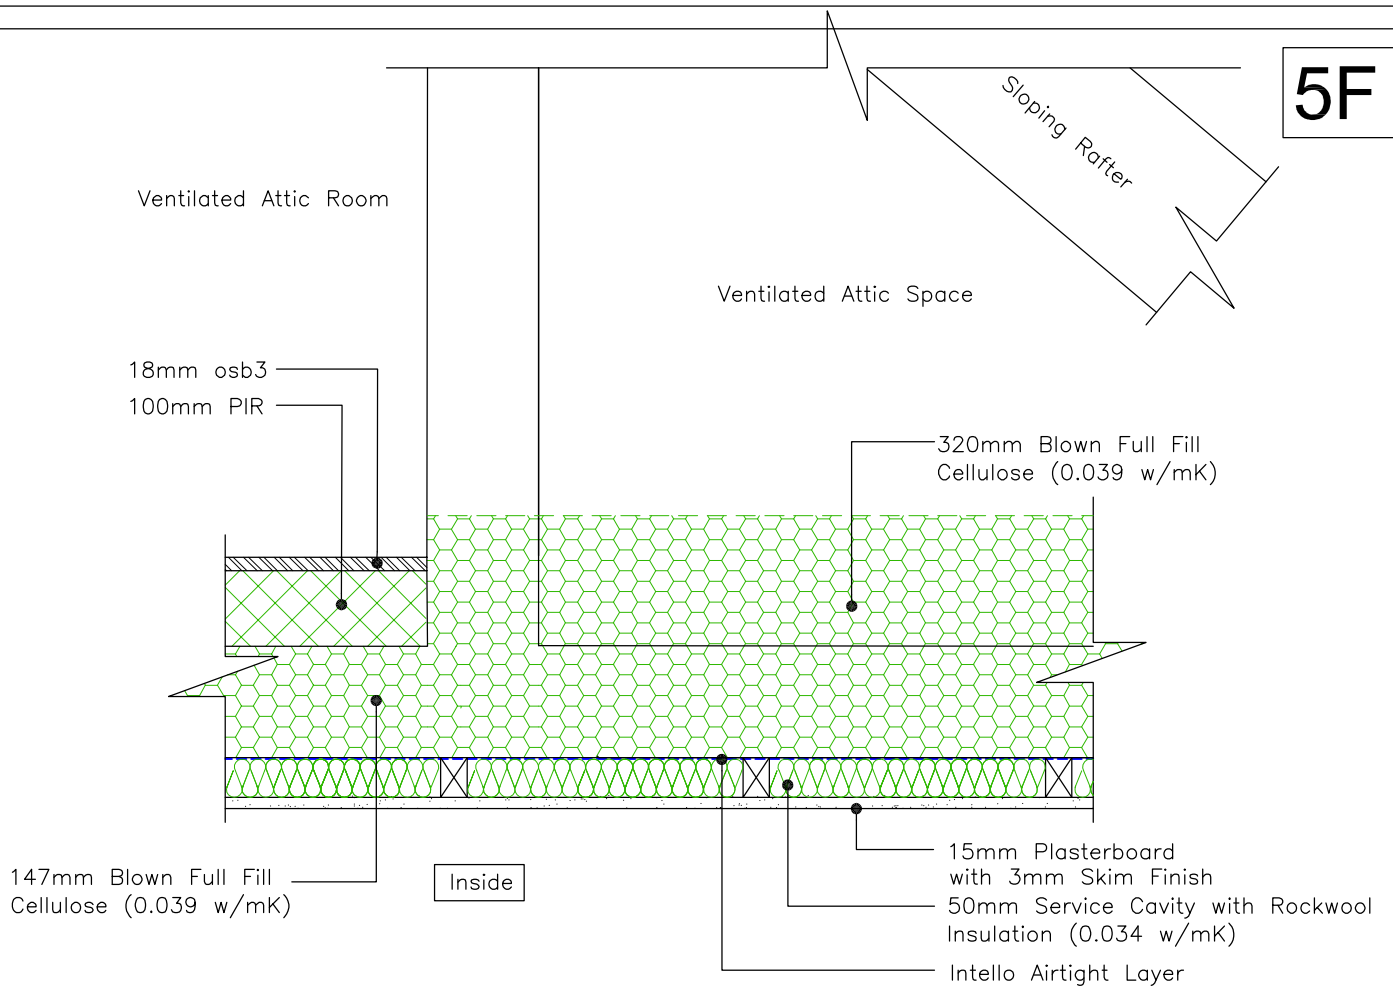 5F
Sloping Rafter
Ventilated Attic Room
Ventilated Attic Space
18mm osb3
100mm PIR
320mm Blown Full Fill
Cellulose (0.039 w/mK)
147mm Blown Full Fill
Cellulose (0.039 w/mK)
Inside
15mm Plasterboard
with 3mm Skim Finish
50mm Service Cavity with Rockwool
Insulation (0.034 w/mK)
Intello Airtight Layer